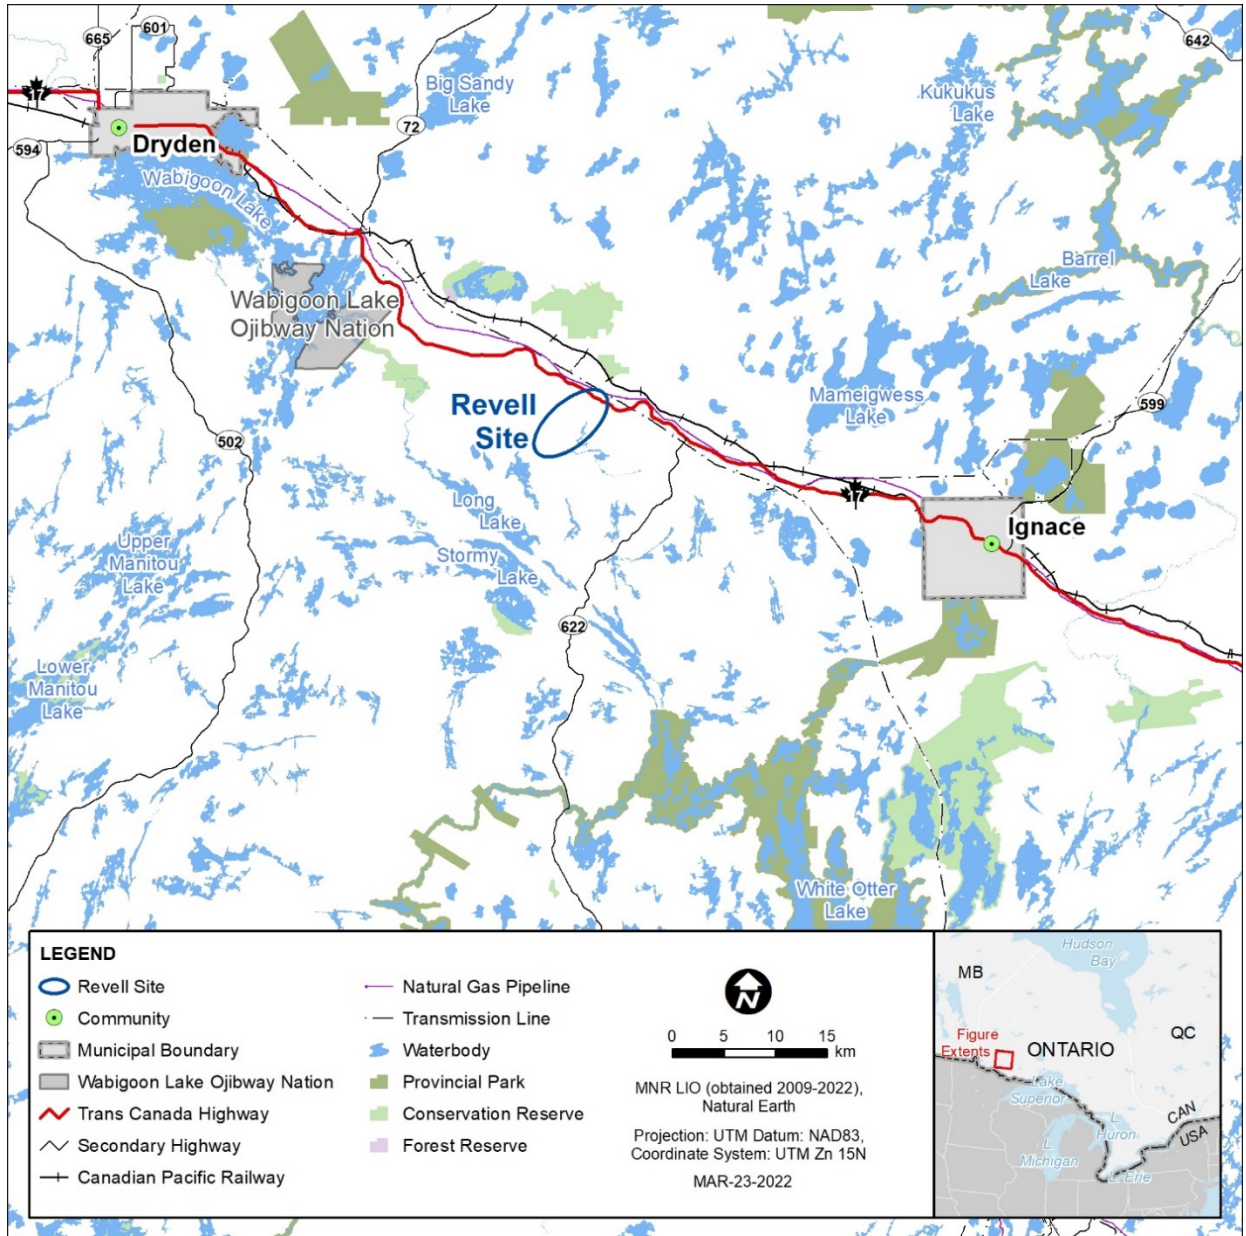 601
665
642
17
Big Sandy
Lake
Kukukus
Lake
72
594
Dryden
Wabigoon Lake
Barrel
Lake
Wabigoon Lake
Ojibway Nation
Revell
Site
Mameigwess
Lake
599
502
17
Long
Lake
Ignace
Upper
Manitou
Lake
Stormy
Lake
622
Lower
Manitou
Lake
White Otter
Lake
LEGEND
Revell Site
Community
Municipal Boundary
Wabigoon Lake Ojibway Nation
Trans Canada Highway
Secondary Highway
Canadian Pacific Railway
Natural Gas Pipeline
Transmission Line
Waterbody
Provincial Park
Conservation Reserve
Forest Reserve
N
0 5 10 15
km
MNR LIO (obtained 2009-2022),
Natural Earth
Projection: UTM Datum: NAD83,
Coordinate System: UTM Zn 15N
MAR-23-2022
Hudson
Bay
MB
QC
Figure
Extents
ONTARIO
Lake
Superior
L.
Huron
CAN
USA
L.
Michigan
L. Erie